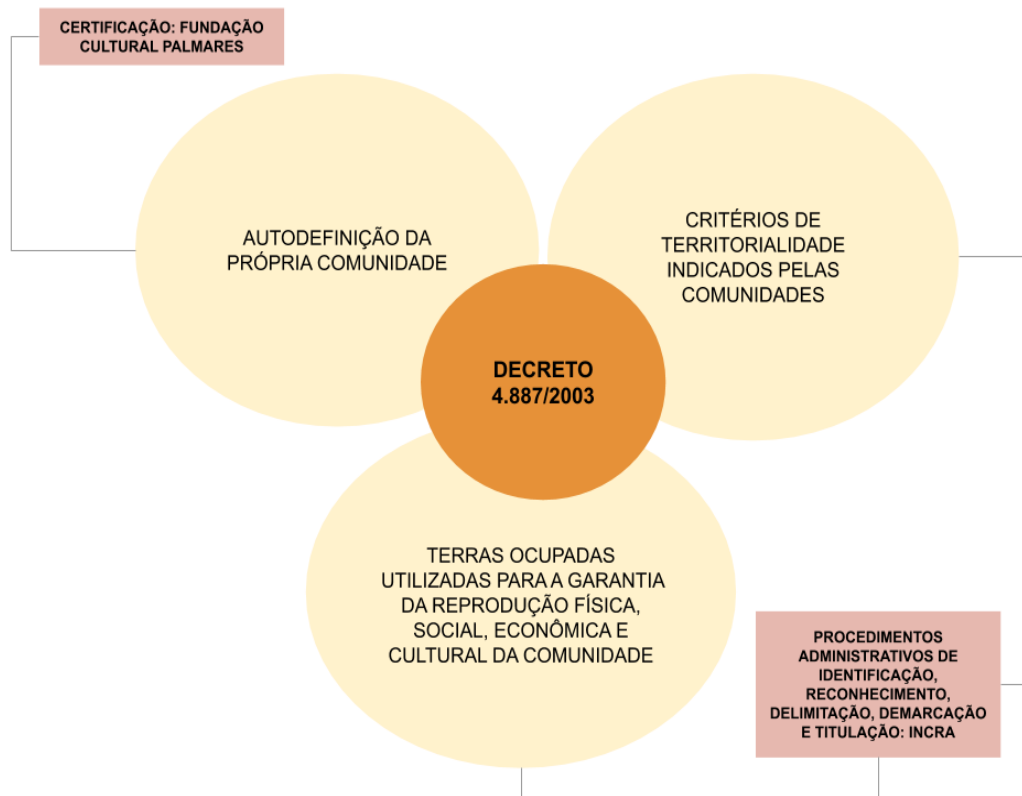 CERTIFICAÇÃO: FUNDAÇÃO
CULTURAL PALMARES
AUTODEFINIÇÃO DA
PRÓPRIA COMUNIDADE
CRITÉRIOS DE
TERRITORIALIDADE
INDICADOS PELAS
COMUNIDADES
DECRETO
4.887/2003
TERRAS OCUPADAS
UTILIZADAS PARA A GARANTIA
DA REPRODUÇÃO FÍSICA,
SOCIAL, ECONÔMICA E
CULTURAL DA COMUNIDADE
PROCEDIMENTOS
ADMINISTRATIVOS DE
IDENTIFICAÇÃO,
RECONHECIMENTO,
DELIMITAÇÃO, DEMARCAÇÃO
E TITULAÇÃO: INCRA